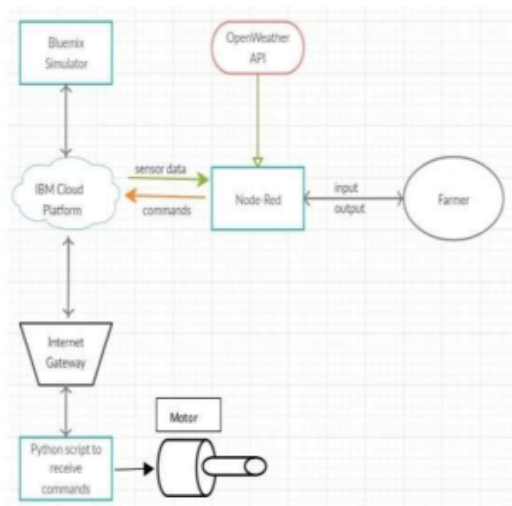 Bluemix
Simulator
OpenWeather
API
IBM Cloud
Platform
sensor data
commands
Node-Red
input
output
Farmer
Internet
Gateway
Motor
Python script to
receive
commands